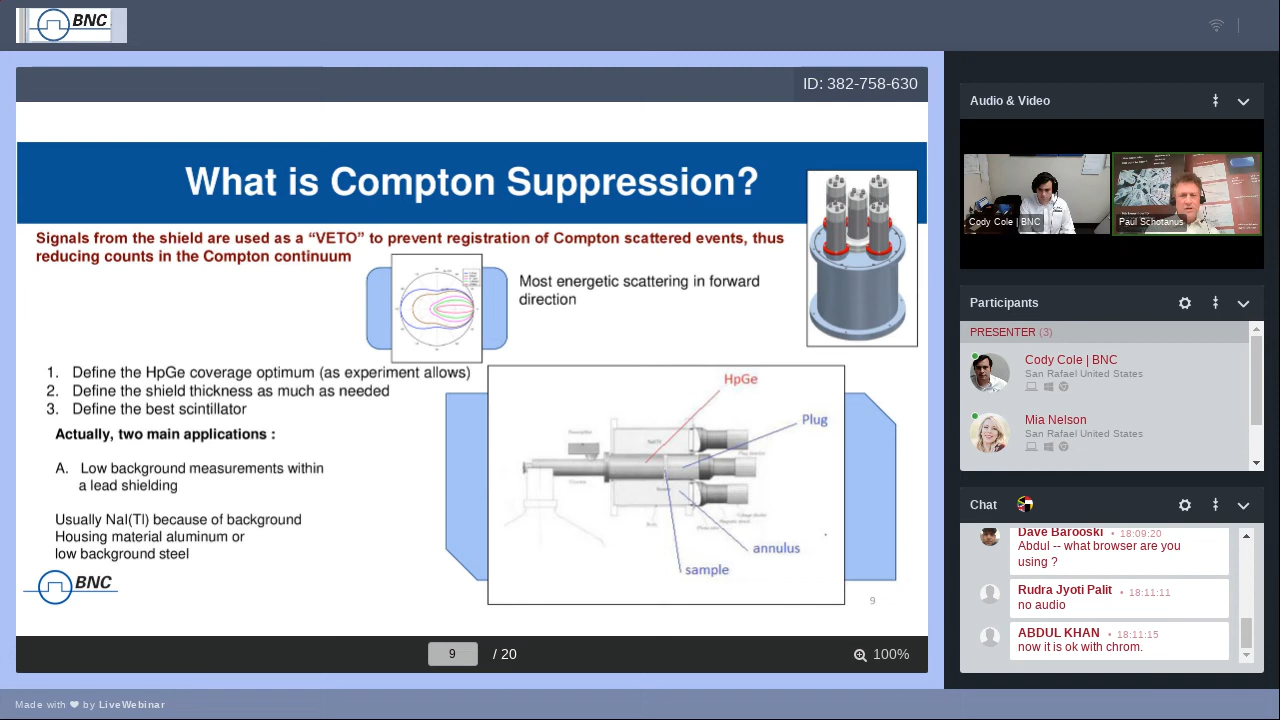 BNC
ID: 382-758-630
What is Compton Suppression?
Signals from the shield are used as a “VETO” to prevent registration of Compton scattered events, thus
reducing counts in the Compton continuum
Most energetic scattering in forward
direction
1. Define the HpGe coverage optimum (as experiment allows)
2. Define the shield thickness as much as needed
3. Define the best scintillator
Actually, two main applications :
A. Low background measurements within
a lead shielding
Usually NaI(Tl) because of background
Housing material aluminum or
low background steel
HpGe
Plug
annulus
sample
BNC
9
9 / 20
100%
Made with ❤ by LiveWebinar
Audio & Video
Cody Cole | BNC
Paul Schotanus
Participants
PRESENTER (3)
Cody Cole | BNC
San Rafael United States
Mia Nelson
San Rafael United States
Chat
Dave Barooski • 18:09:20
Abdul -- what browser are you
using ?
Rudra Jyoti Palit • 18:11:11
no audio
ABDUL KHAN • 18:11:15
now it is ok with chrom.